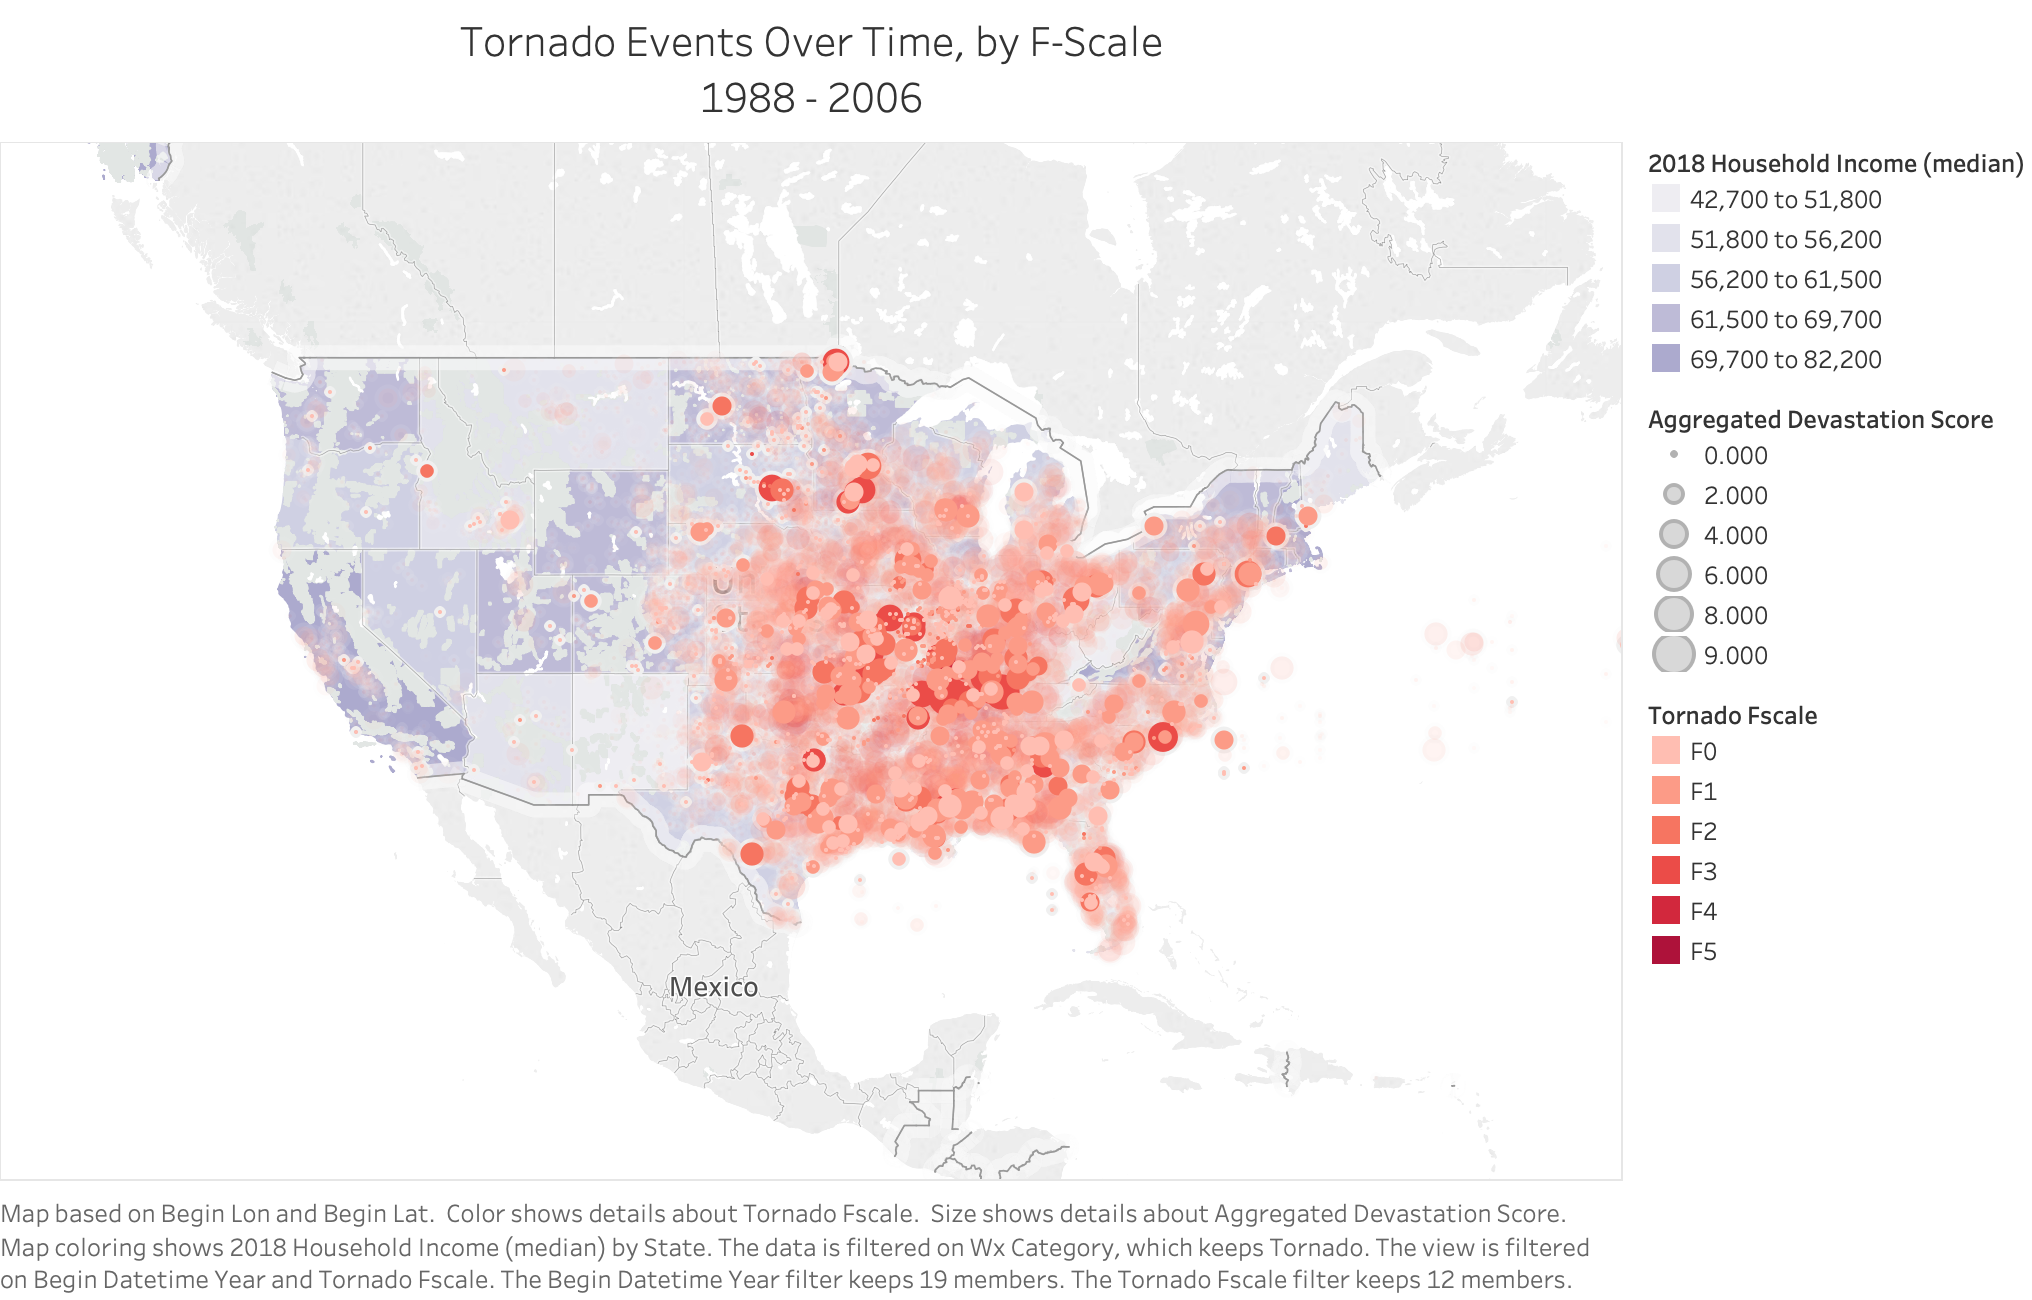 Tornado Events Over Time, by F-Scale
1988 - 2006
2018 Household Income (median)
42,700 to 51,800
51,800 to 56,200
56,200 to 61,500
61,500 to 69,700
69,700 to 82,200
Aggregated Devastation Score
0.000
2.000
4.000
6.000
8.000
9.000
Tornado Fscale
F0
F1
F2
F3
F4
F5
Mexico
Map based on Begin Lon and Begin Lat.  Color shows details about Tornado Fscale.  Size shows details about Aggregated Devastation Score.
Map coloring shows 2018 Household Income (median) by State. The data is filtered on Wx Category, which keeps Tornado. The view is filtered
on Begin Datetime Year and Tornado Fscale. The Begin Datetime Year filter keeps 19 members. The Tornado Fscale filter keeps 12 members.